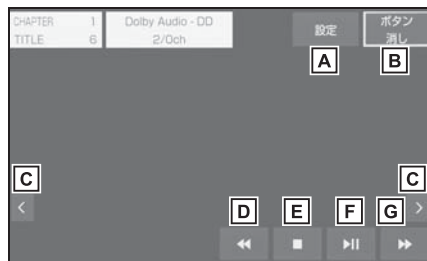 CHAPTER 1
TITLE 6
Dolby Audio - DD
2/0ch
設定
ボタン
消し
A
B
C
C
D
E
F
G